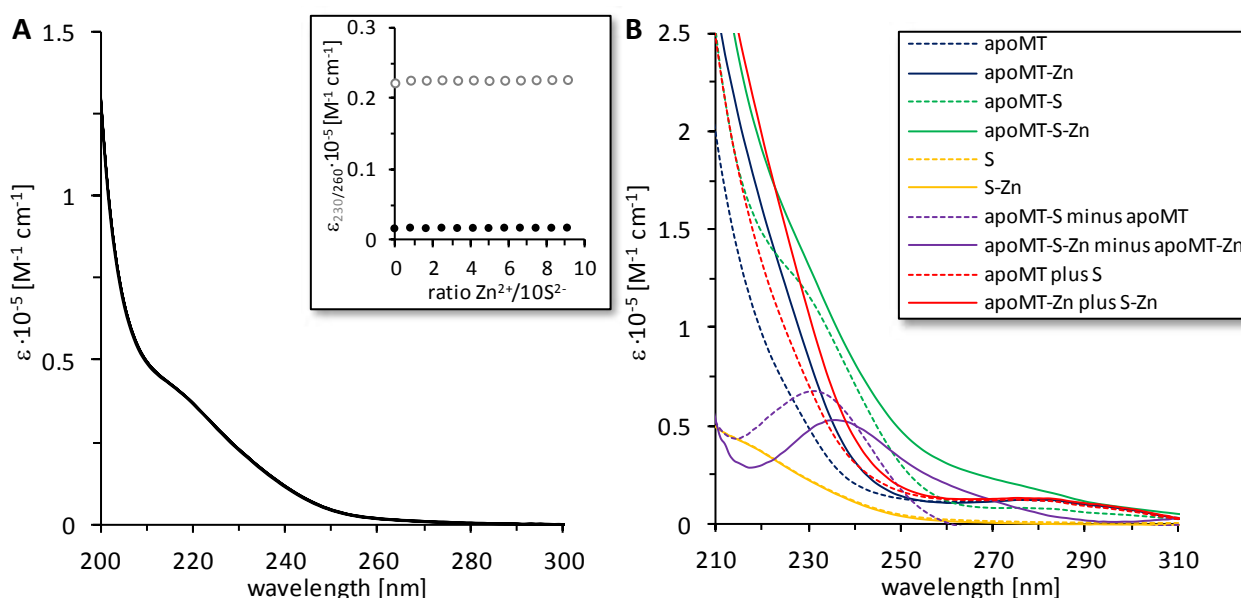 A
1.5
1
0.5
0
ε ·10⁻⁵ [M⁻¹ cm⁻¹]
200
220
240
260
280
300
wavelength [nm]
0.3
0.2
0.1
0
ε₂₃₀/₂₆₀·10⁻⁵ [M⁻¹ cm⁻¹]
0
2
4
6
8
10
ratio Zn²⁺/10S²⁻
B
2.5
2
1.5
1
0.5
0
ε ·10⁻⁵ [M⁻¹ cm⁻¹]
210
230
250
270
290
310
wavelength [nm]
apoMT
apoMT-Zn
apoMT-S
apoMT-S-Zn
S
S-Zn
apoMT-S minus apoMT
apoMT-S-Zn minus apoMT-Zn
apoMT plus S
apoMT-Zn plus S-Zn